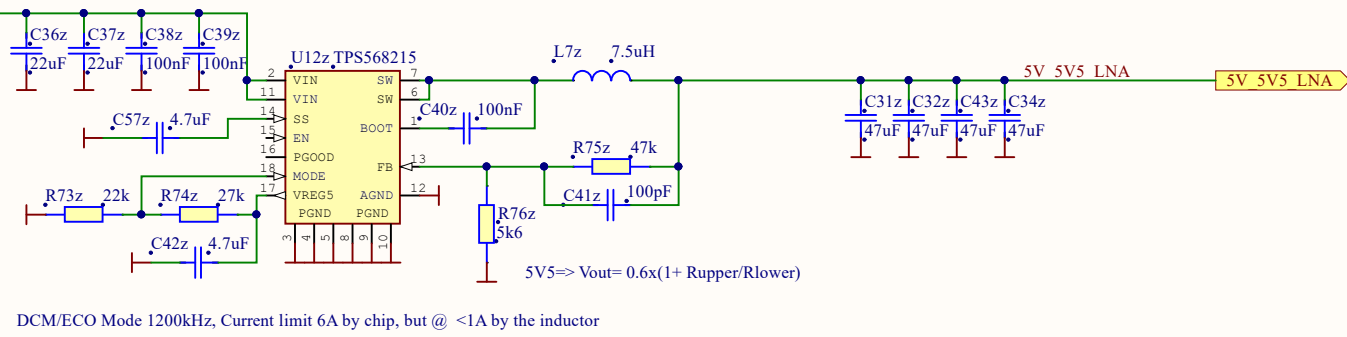 C36z C37z C38z C39z
22uF 22uF 100nF 100nF
U12z TPS568215
L7z 7.5uH
2 VIN SW 7
11 VIN SW 6
14 SS
15 EN BOOT 1
16 PGOOD
18 MODE FB 13
17 VREG5 AGND 12
PGND PGND
3 4 5 8 9 10
C57z 4.7uF
C40z 100nF
R73z 22k R74z 27k
C42z 4.7uF
R75z 47k
C41z 100pF
R76z
5k6
5V_5V5_LNA
5V_5V5_LNA
C31z C32z C43z C34z
47uF 47uF 47uF 47uF
5V5=> Vout= 0.6x(1+ Rupper/Rlower)
DCM/ECO Mode 1200kHz, Current limit 6A by chip, but @ <1A by the inductor